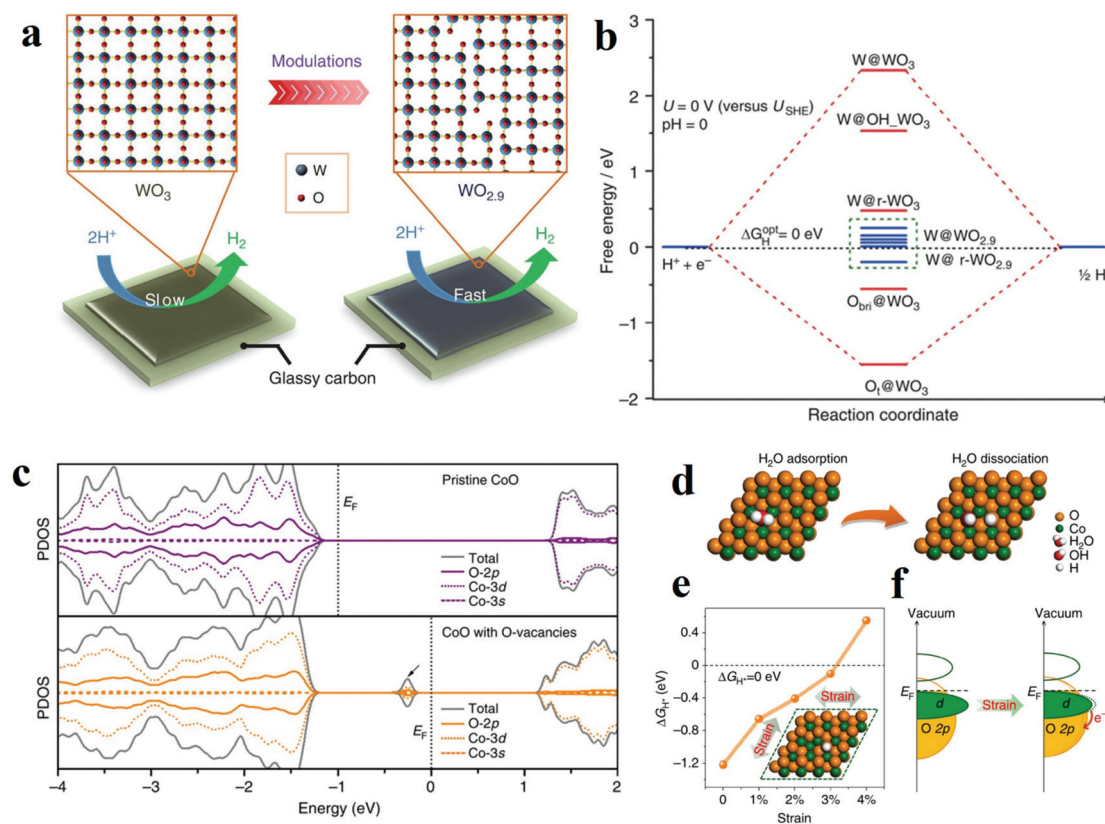 a
Modulations
W
O
WO3
WO2.9
2H+
H2
Slow
2H+
H2
Fast
Glassy carbon
b
3
2
1
0
−1
−2
Free energy / eV
Reaction coordinate
U = 0 V (versus USHE)
pH = 0
W@WO3
W@OH_WO3
W@r-WO3
ΔGHopt = 0 eV
W@WO2.9
W@ r-WO2.9
H+ + e−
½ H
Obri@WO3
Ot@WO3
c
PDOS
Pristine CoO
EF
Total
O-2p
Co-3d
Co-3s
PDOS
CoO with O-vacancies
EF
Total
O-2p
Co-3d
Co-3s
−4
−3
−2
−1
0
1
2
Energy (eV)
d
H2O adsorption
H2O dissociation
O
Co
H2O
OH
H
e
0.4
0
−0.4
−0.8
−1.2
ΔGH* (eV)
ΔGH*=0 eV
Strain
Strain
0
1%
2%
3%
4%
Strain
f
Vacuum
EF
d
O 2p
Strain
Vacuum
EF
d
e−
O 2p